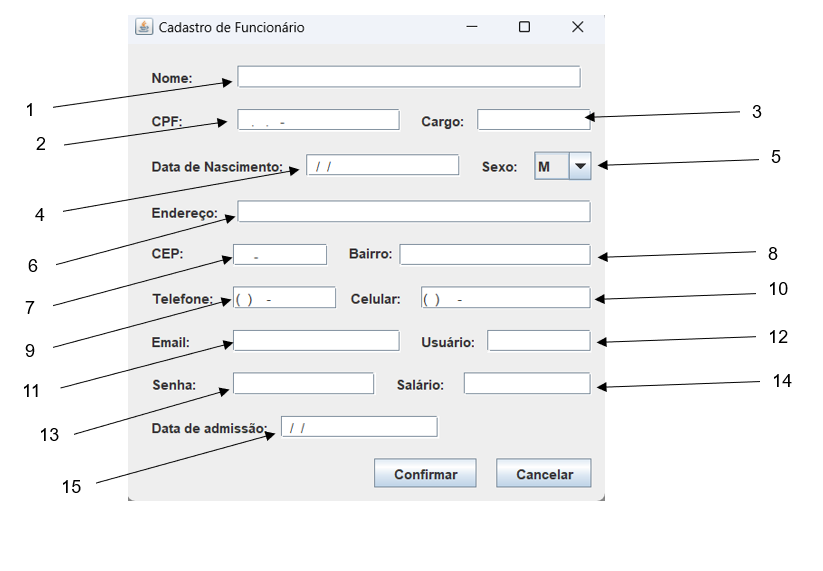 Cadastro de Funcionário
Nome:
1
CPF: . . - Cargo:
3
2
Data de Nascimento: / / Sexo: M
5
4
Endereço:
6
CEP: - Bairro:
8
7
Telefone: ( ) - Celular: ( ) -
10
9
Email: Usuário:
12
11
Senha: Salário:
14
13
Data de admissão: / /
15
Confirmar Cancelar